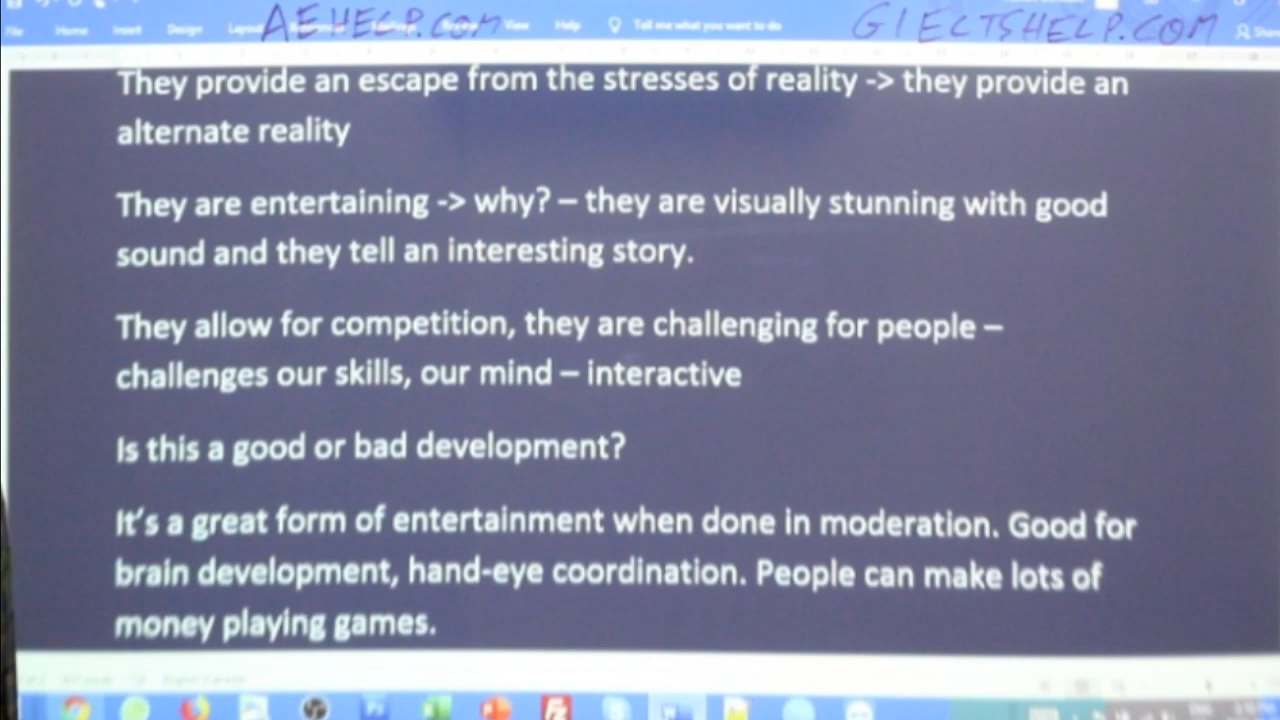 AEHELP.COM GIELTSHELP.COM
File Home Insert Design View Help Tell me what you want to do
They provide an escape from the stresses of reality -> they provide an
alternate reality
They are entertaining -> why? – they are visually stunning with good
sound and they tell an interesting story.
They allow for competition, they are challenging for people –
challenges our skills, our mind – interactive
Is this a good or bad development?
It's a great form of entertainment when done in moderation. Good for
brain development, hand-eye coordination. People can make lots of
money playing games.